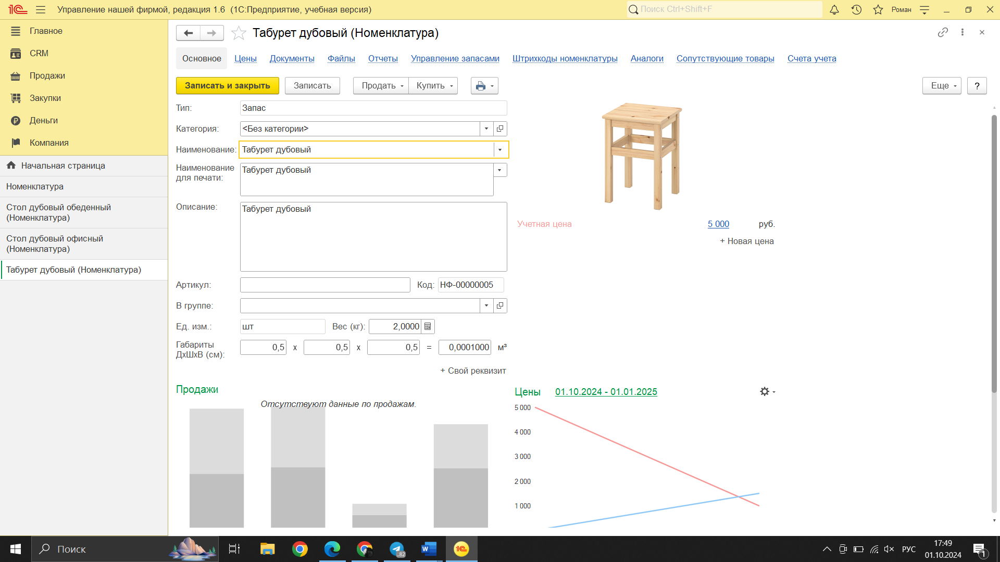 Управление нашей фирмой, редакция 1.6 (1С:Предприятие, учебная версия)
Поиск Ctrl+Shift+F
Роман
Главное
CRM
Продажи
Закупки
Деньги
Компания
Начальная страница
Номенклатура
Стол дубовый обеденный
(Номенклатура)
Стол дубовый офисный
(Номенклатура)
Табурет дубовый (Номенклатура)
Табурет дубовый (Номенклатура)
Основное Цены Документы Файлы Отчеты Управление запасами Штрихкоды номенклатуры Аналоги Сопутствующие товары Счета учета
Записать и закрыть Записать Продать Купить Еще ?
Тип: Запас
Категория: <Без категории>
Наименование: Табурет дубовый
Наименование
для печати: Табурет дубовый
Описание: Табурет дубовый
Учетная цена 5 000 руб.
+ Новая цена
Артикул: Код: НФ-00000005
В группе:
Ед. изм.: шт Вес (кг): 2,0000
Габариты
ДхШхВ (см): 0,5 x 0,5 x 0,5 = 0,0001000 м³
+ Свой реквизит
Продажи
Отсутствуют данные по продажам.
Цены 01.10.2024 - 01.01.2025
5 000
4 000
3 000
2 000
1 000
Поиск
82
РУС
17:49
01.10.2024
1